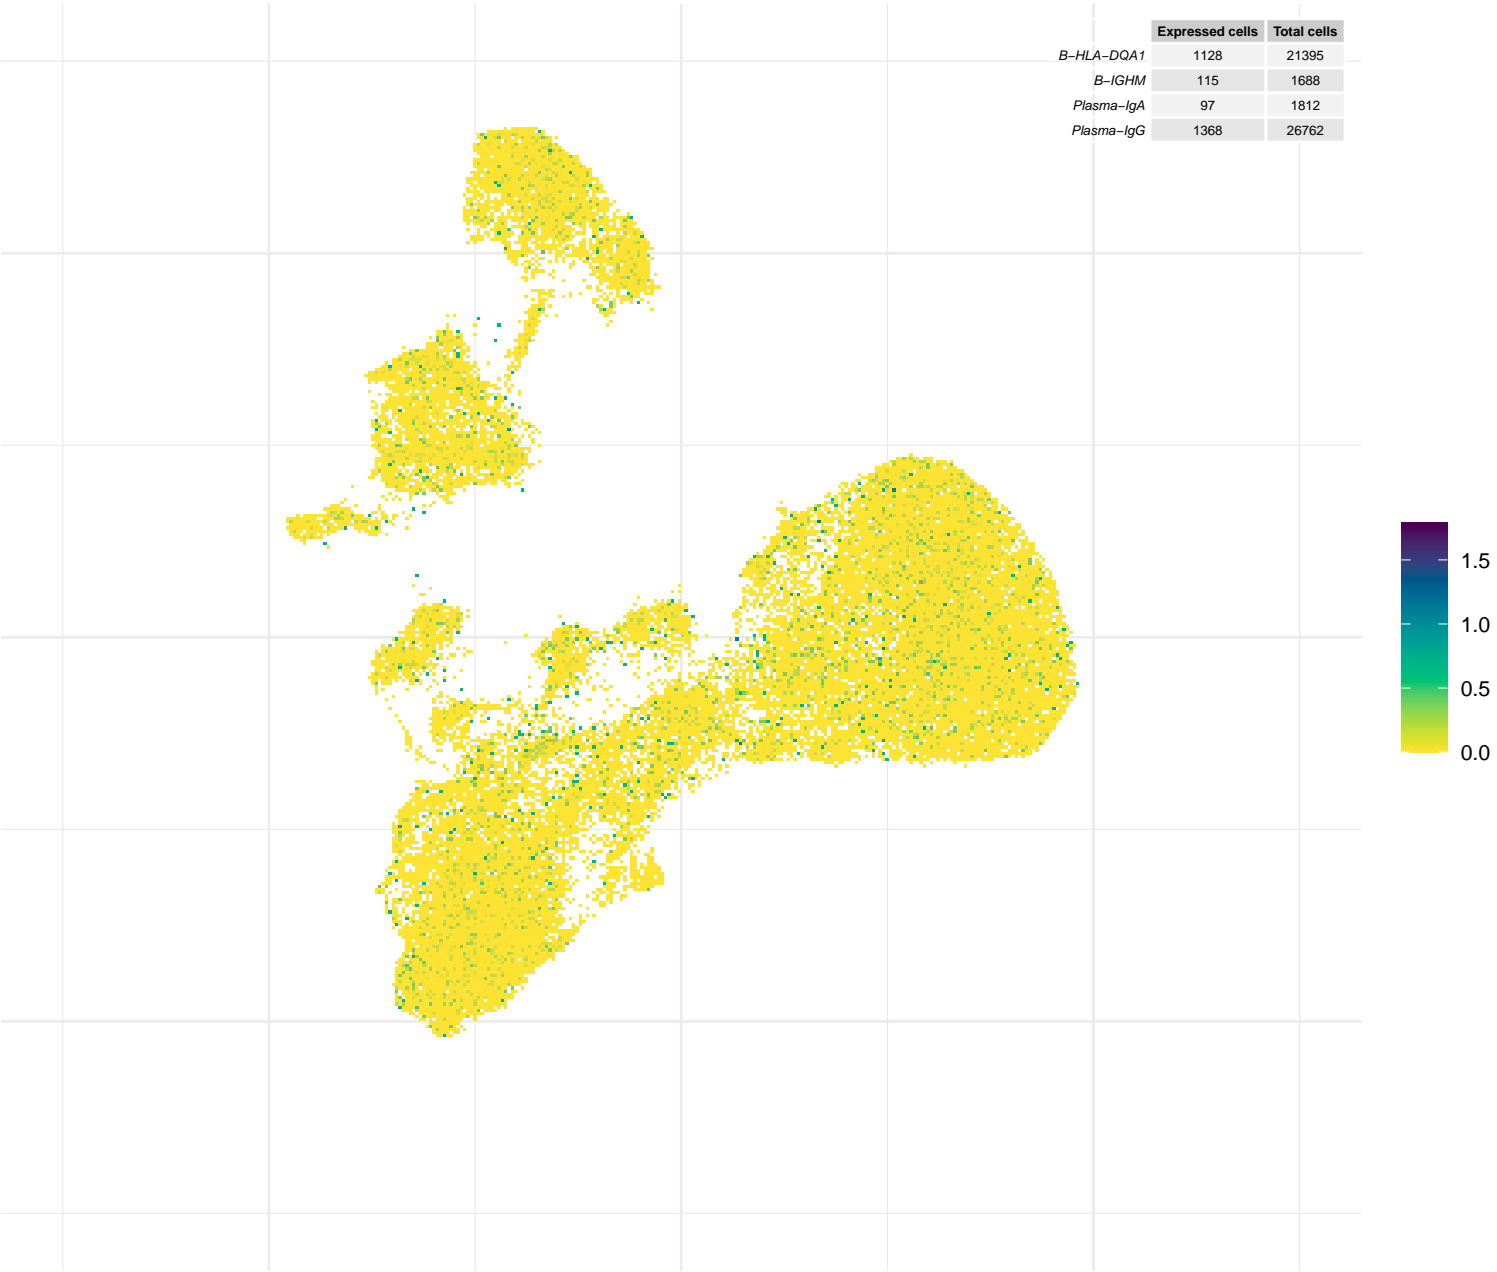 Expressed cells Total cells
B−HLA−DQA1 1128 21395
B−IGHM 115 1688
Plasma−IgA 97 1812
Plasma−IgG 1368 26762
1.5
1.0
0.5
0.0